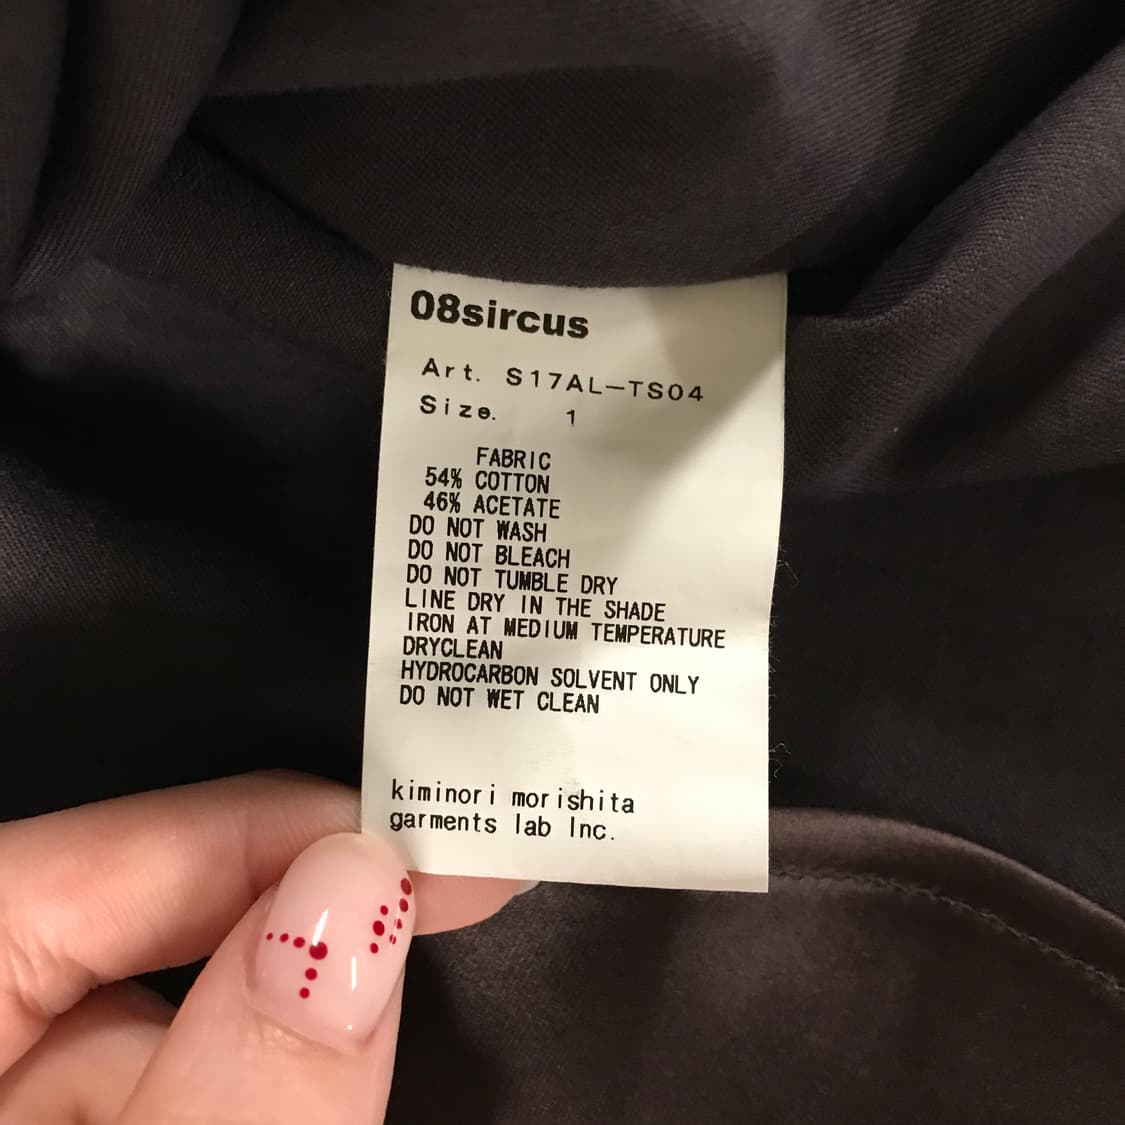 08sircus
Art. S17AL-TS04
Size. 1
FABRIC
54% COTTON
46% ACETATE
DO NOT WASH
DO NOT BLEACH
DO NOT TUMBLE DRY
LINE DRY IN THE SHADE
IRON AT MEDIUM TEMPERATURE
DRYCLEAN
HYDROCARBON SOLVENT ONLY
DO NOT WET CLEAN
kiminori morishita
garments lab Inc.